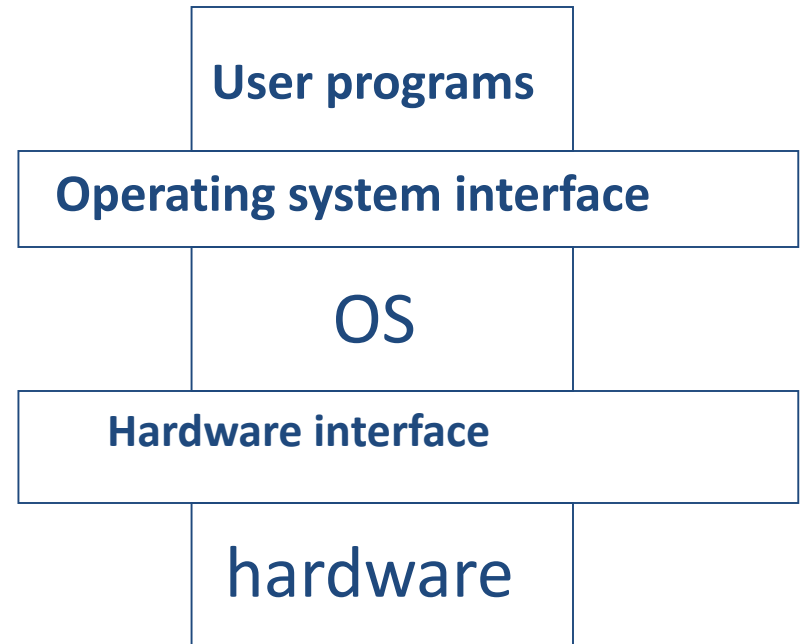 User programs
Operating system interface
OS
Hardware interface
hardware